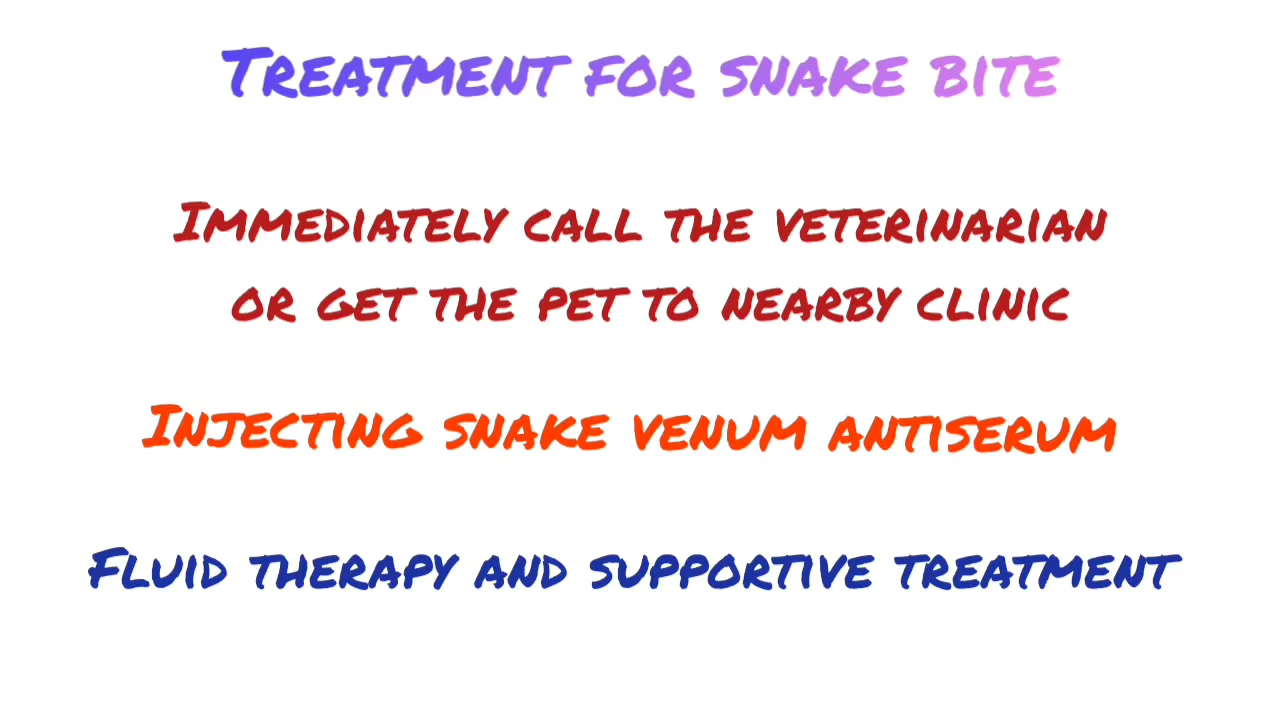 Treatment for snake bite
Immediately call the veterinarian
or get the pet to nearby clinic
Injecting snake venum antiserum
Fluid therapy and supportive treatment